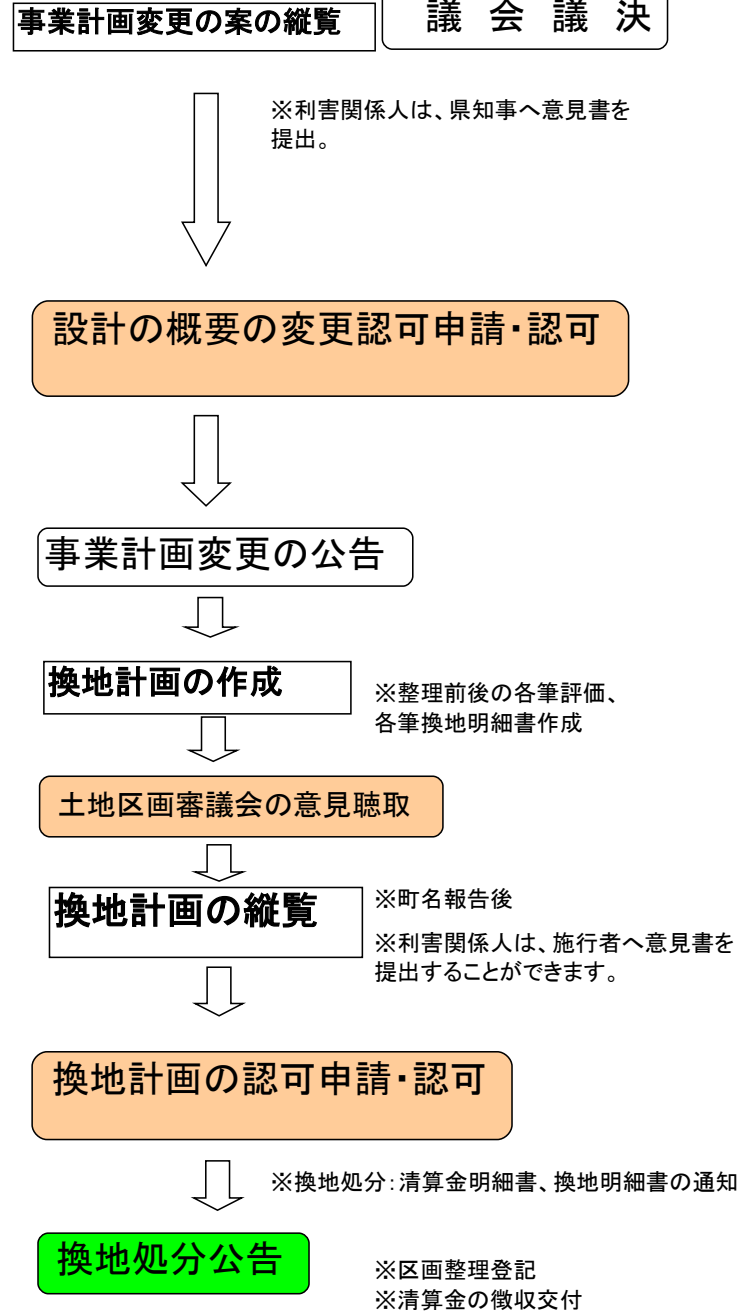 事業計画変更の案の縦覧
議会議決
※利害関係人は、県知事へ意見書を
提出。
設計の概要の変更認可申請・認可
事業計画変更の公告
換地計画の作成
※整理前後の各筆評価、
各筆換地明細書作成
土地区画審議会の意見聴取
換地計画の縦覧
※町名報告後
※利害関係人は、施行者へ意見書を
提出することができます。
換地計画の認可申請・認可
※換地処分：清算金明細書、換地明細書の通知
換地処分公告
※区画整理登記
※清算金の徴収交付